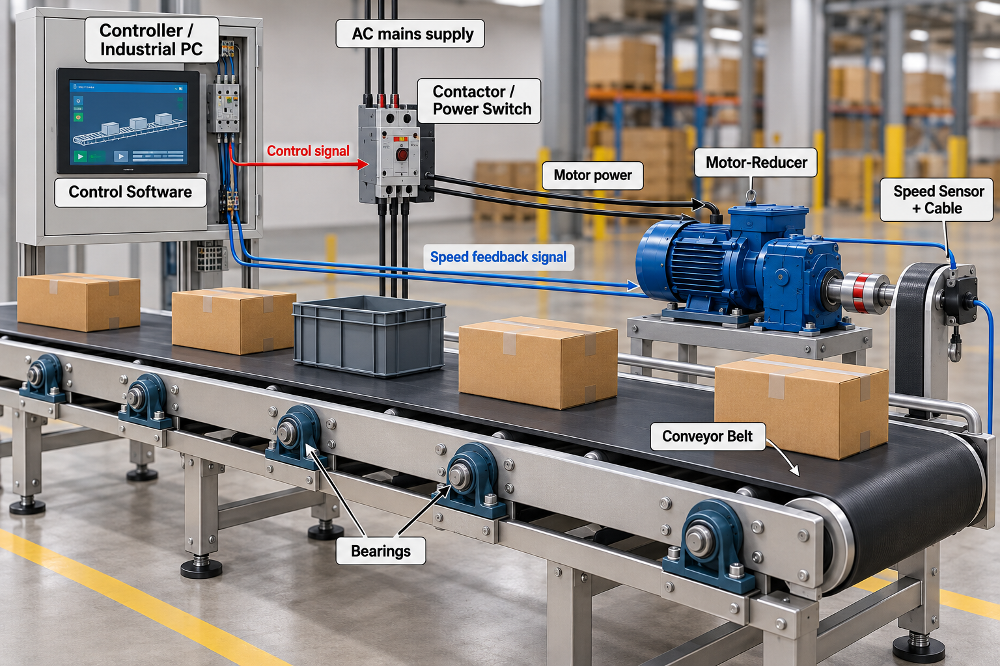 Controller /
Industrial PC
AC mains supply
Contactor /
Power Switch
Control signal
Motor power
Motor-Reducer
Speed Sensor
+ Cable
Control Software
Speed feedback signal
Conveyor Belt
Bearings